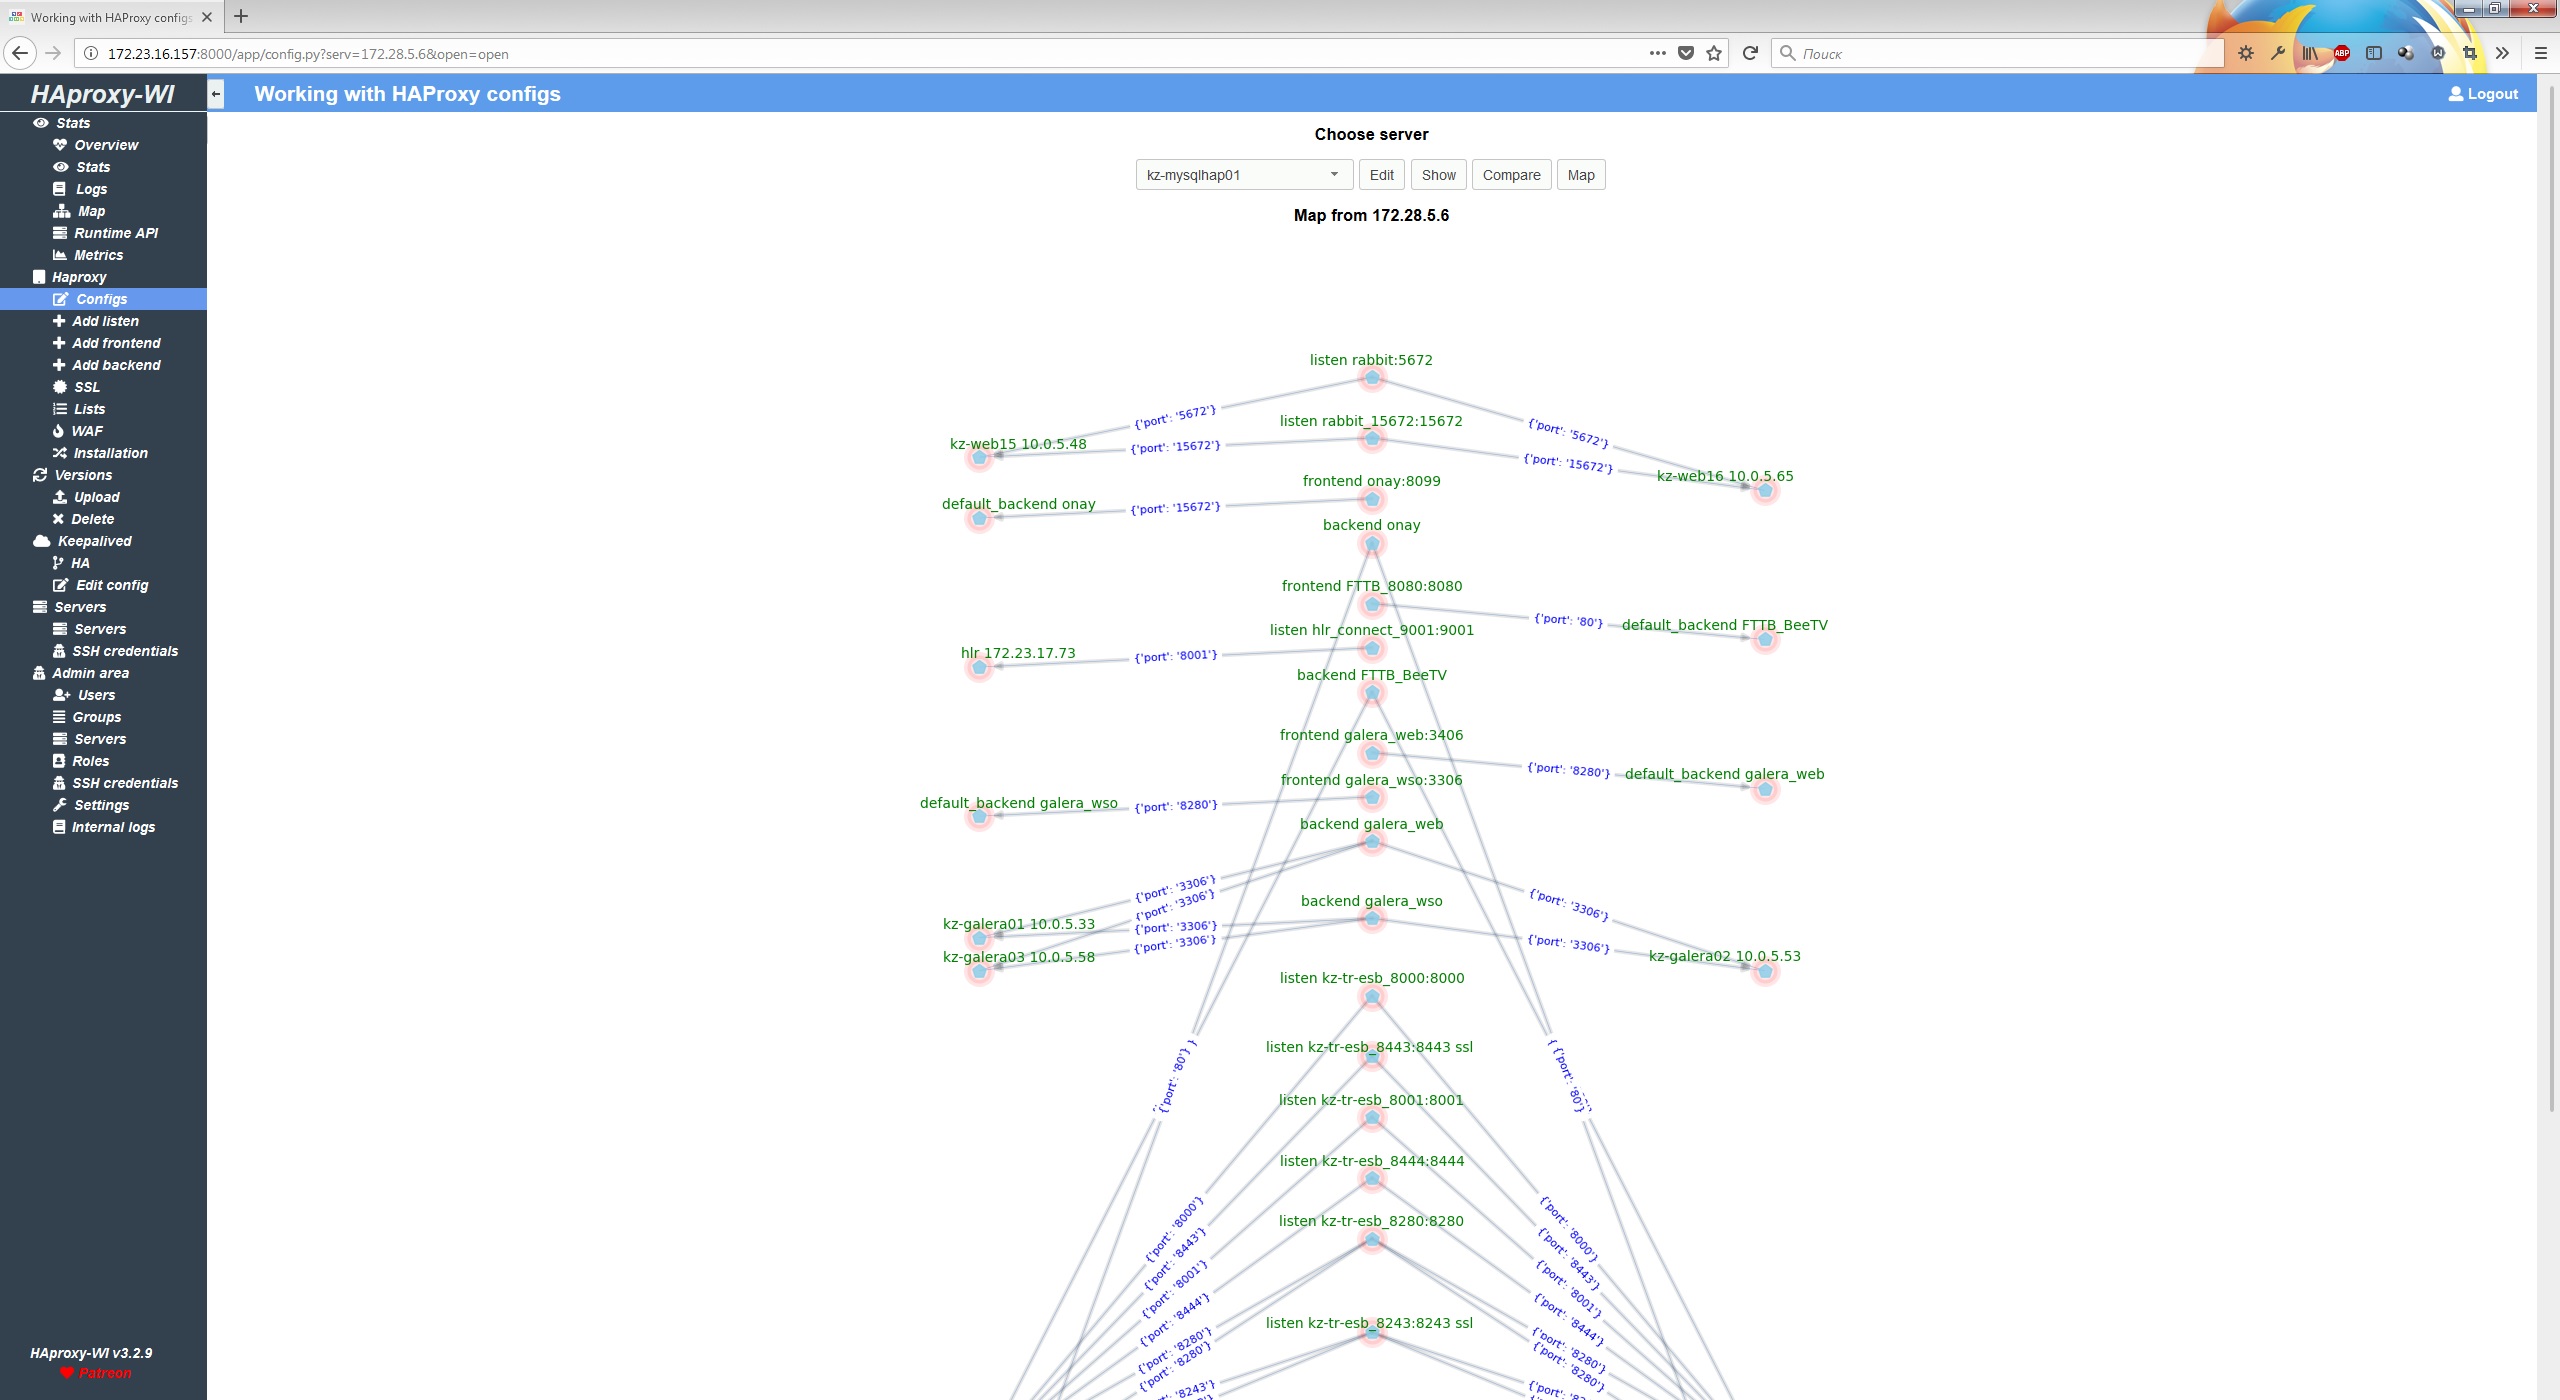 Working with HAProxy configs
172.23.16.157:8000/app/config.py?serv=172.28.5.6&open=open
Поиск
ABP
HAproxy-WI
Working with HAProxy configs
Logout
Stats
Overview
Stats
Logs
Map
Runtime API
Metrics
Haproxy
Configs
Add listen
Add frontend
Add backend
SSL
Lists
WAF
Installation
Versions
Upload
Delete
Keepalived
HA
Edit config
Servers
Servers
SSH credentials
Admin area
Users
Groups
Servers
Roles
SSH credentials
Settings
Internal logs
HAproxy-WI v3.2.9
Patreon
Choose server
kz-mysqlhap01 Edit Show Compare Map
Map from 172.28.5.6
listen rabbit:5672
{'port': '5672'} {'port': '5672'}
listen rabbit_15672:15672
kz-web15 10.0.5.48 {'port': '15672'} {'port': '15672'} kz-web16 10.0.5.65
frontend onay:8099
default_backend onay {'port': '15672'}
backend onay
frontend FTTB_8080:8080
{'port': '80'} default_backend FTTB_BeeTV
listen hlr_connect_9001:9001
hlr 172.23.17.73 {'port': '8001'}
backend FTTB_BeeTV
frontend galera_web:3406
{'port': '8280'} default_backend galera_web
frontend galera_wso:3306
default_backend galera_wso {'port': '8280'}
backend galera_web
{'port': '3306'} {'port': '3306'}
{'port': '3306'}
backend galera_wso
kz-galera01 10.0.5.33 {'port': '3306'} {'port': '3306'}
{'port': '3306'}
kz-galera03 10.0.5.58 kz-galera02 10.0.5.53
listen kz-tr-esb_8000:8000
listen kz-tr-esb_8443:8443 ssl
{'port': '80'} {'port': '80'}
listen kz-tr-esb_8001:8001
listen kz-tr-esb_8444:8444
listen kz-tr-esb_8280:8280
{'port': '8000'} {'port': '8000'}
{'port': '8443'} {'port': '8443'}
{'port': '8001'} {'port': '8001'}
{'port': '8444'} {'port': '8444'}
listen kz-tr-esb_8243:8243 ssl
{'port': '8280'} {'port': '8280'}
{'port': '8280'} {'port': '8280'}
{'port': '8243'}